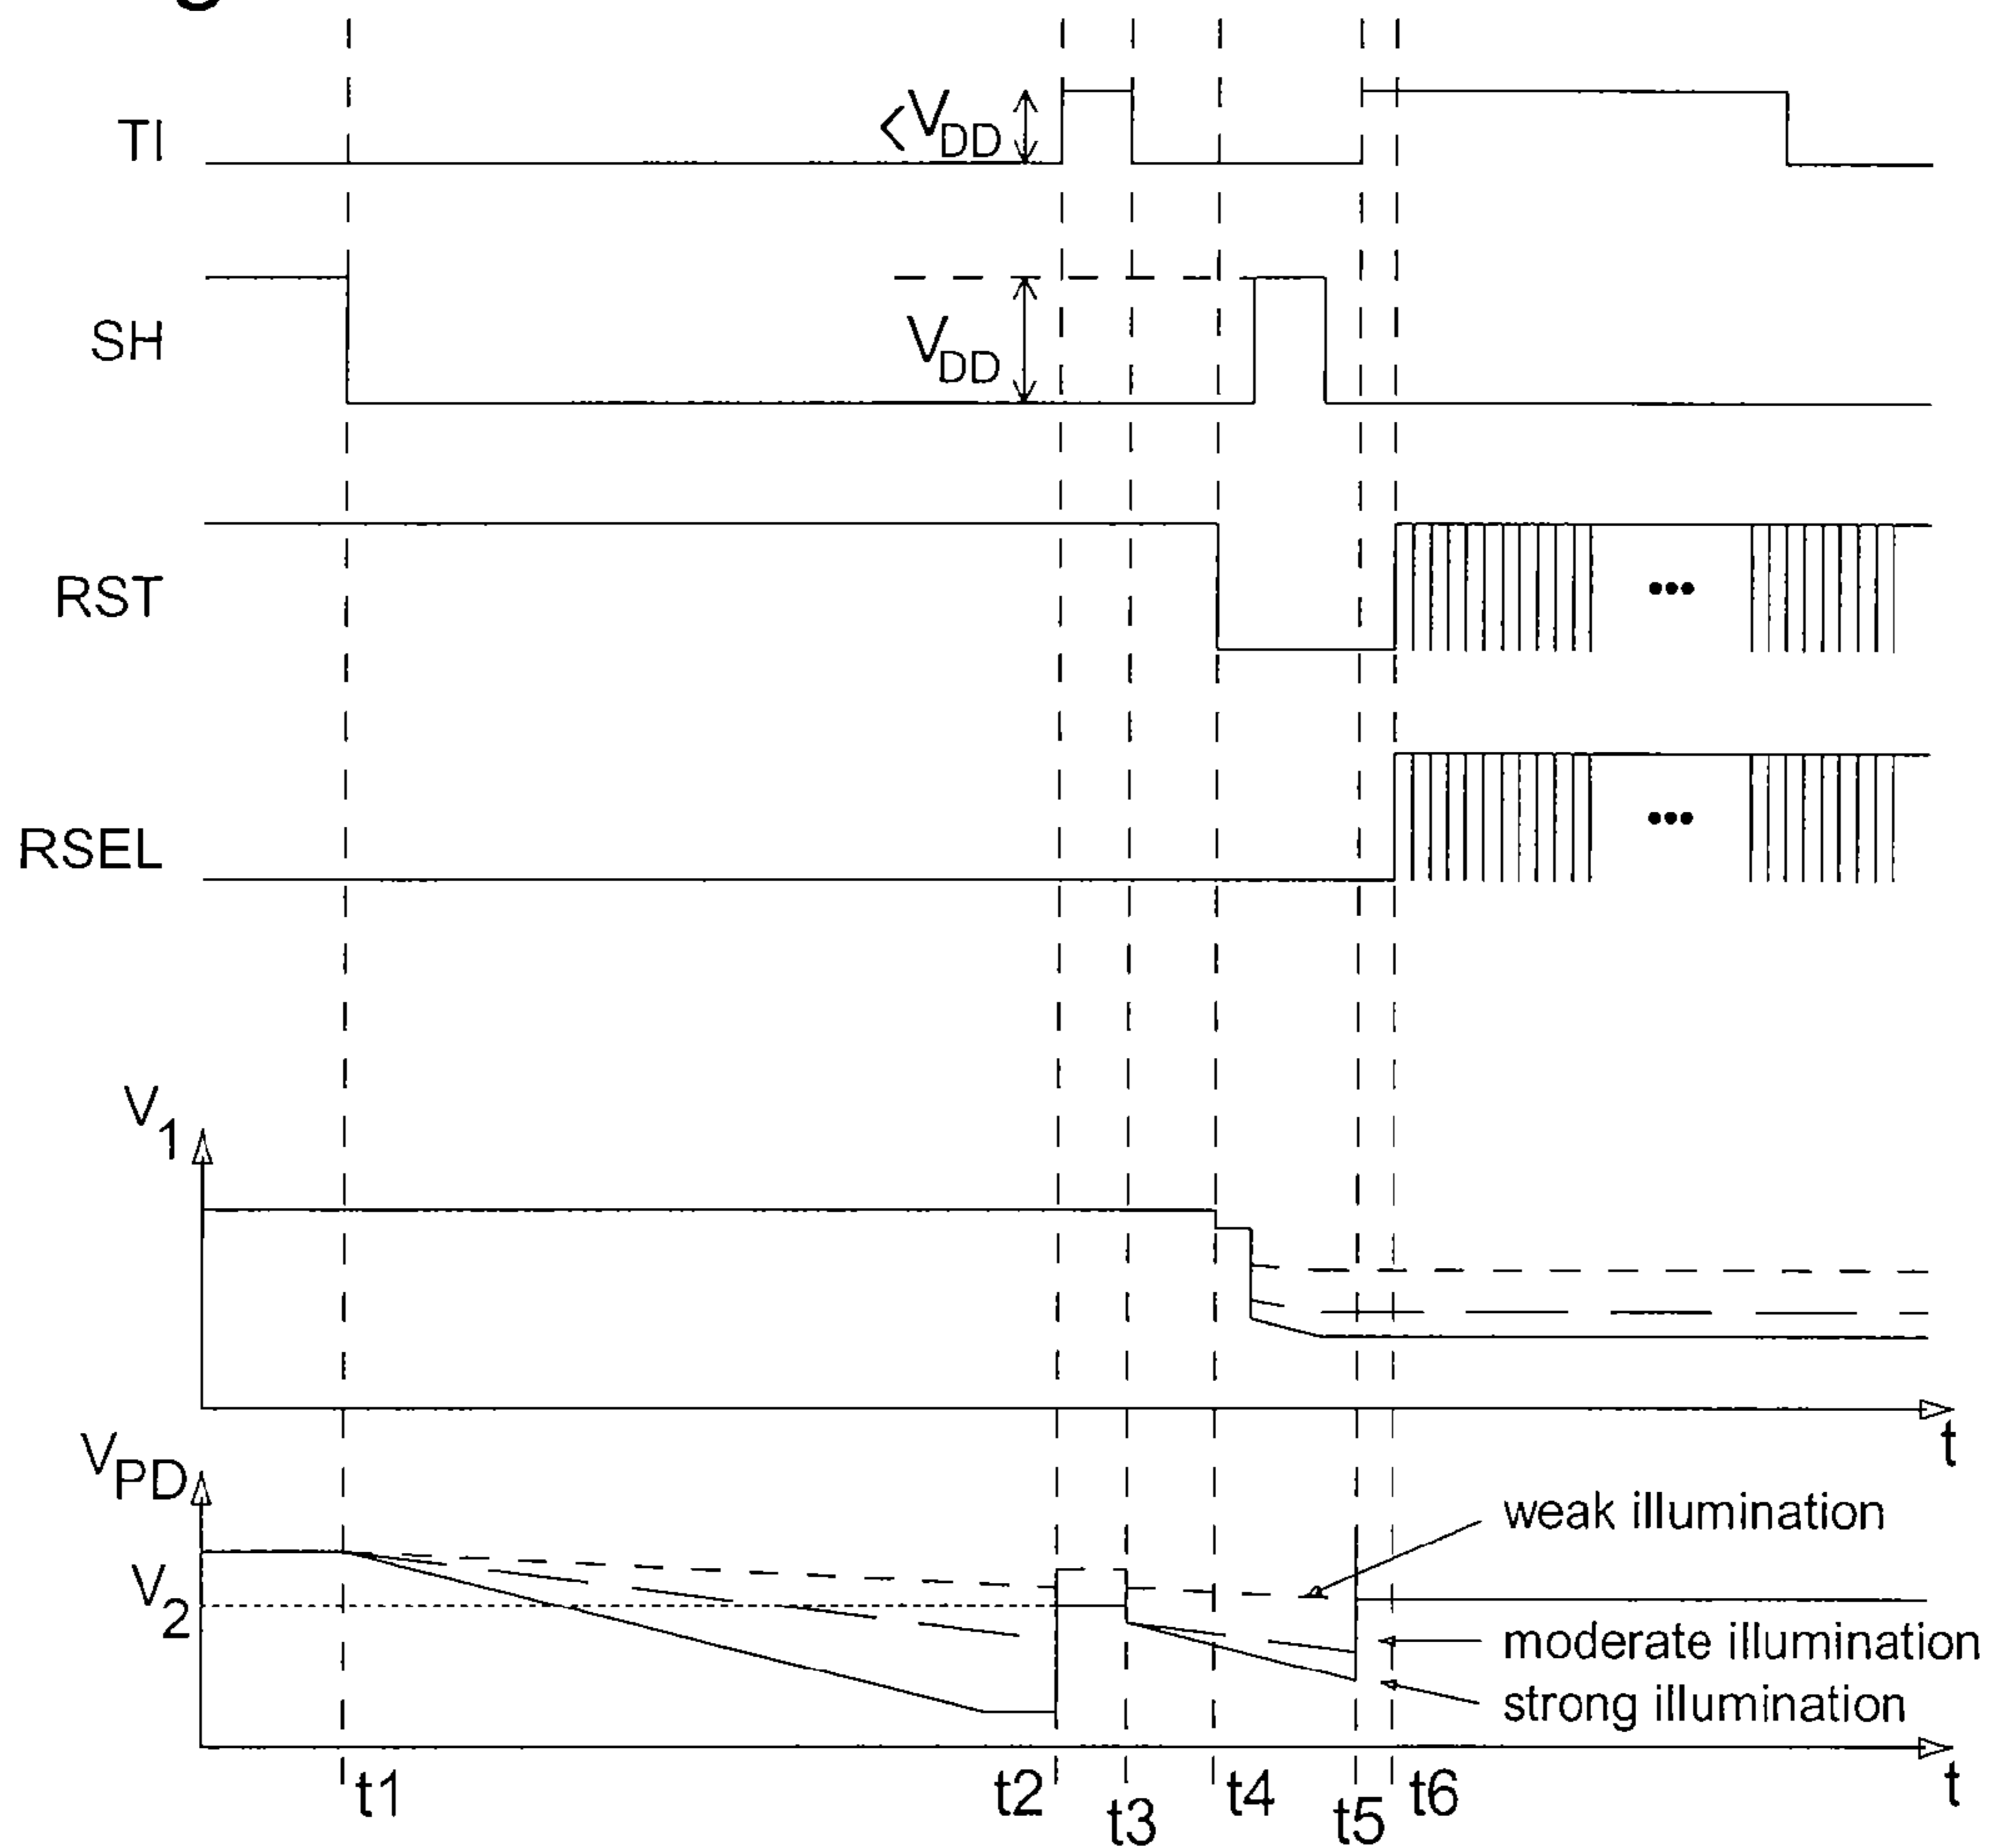 TI
<VDD
SH
VDD
RST
•••
RSEL
•••
V1
t
VPD
V2
weak illumination
moderate illumination
strong illumination
t1
t2
t3
t4
t5
t6
t